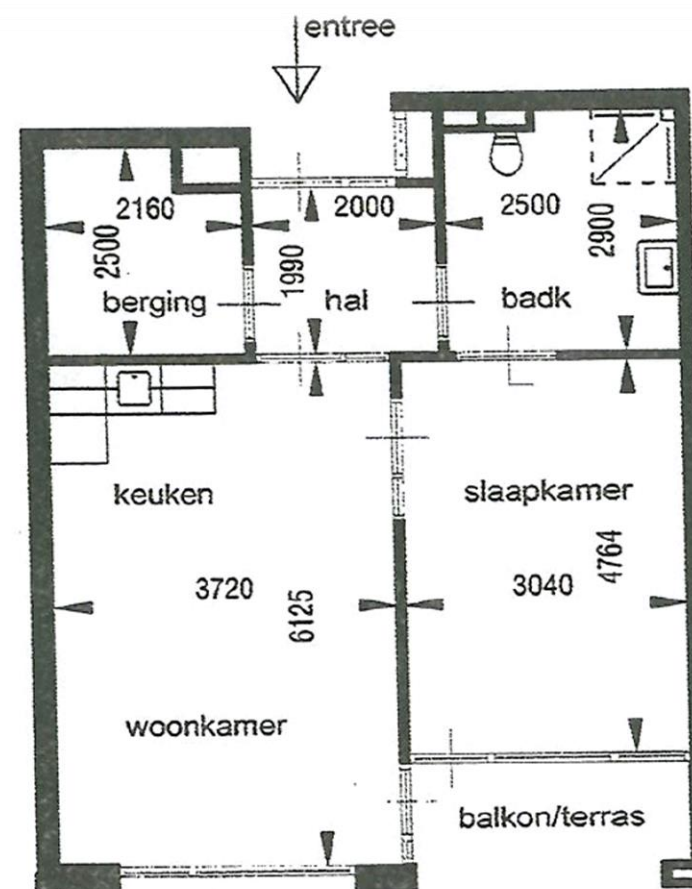 entree
2160
2000
2500
2500
1990
2900
berging
hal
badk
keuken
slaapkamer
3720
6125
3040
4764
woonkamer
balkon/terras